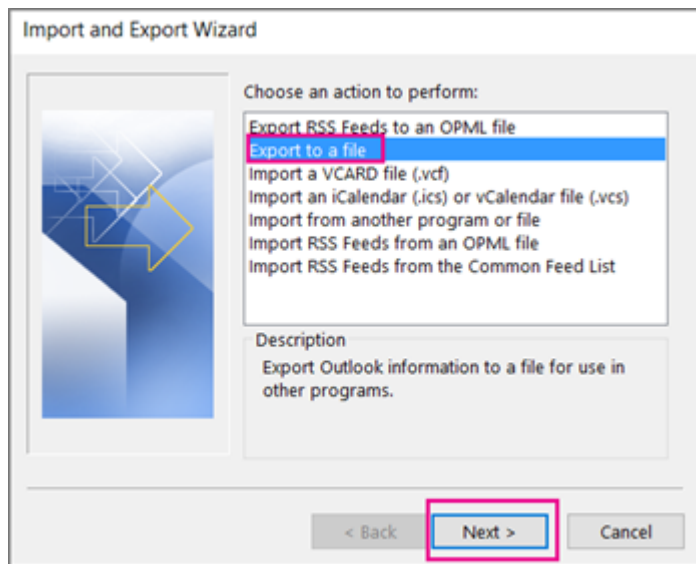 Import and Export Wizard
Choose an action to perform:
Export RSS Feeds to an OPML file
Export to a file
Import a VCARD file (.vcf)
Import an iCalendar (.ics) or vCalendar file (.vcs)
Import from another program or file
Import RSS Feeds from an OPML file
Import RSS Feeds from the Common Feed List
Description
Export Outlook information to a file for use in
other programs.
< Back Next > Cancel